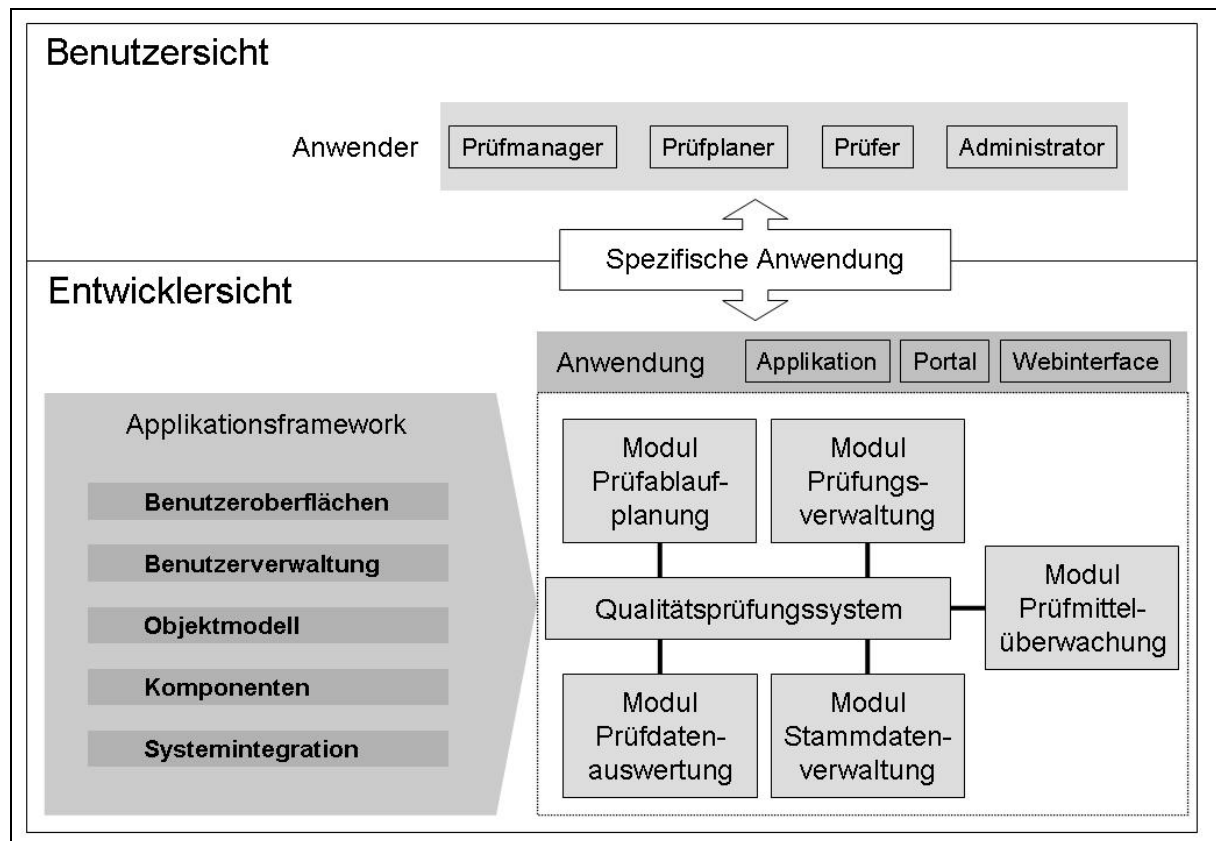 Benutzersicht
Anwender
Prüfmanager
Prüfplaner
Prüfer
Administrator
Spezifische Anwendung
Entwicklersicht
Anwendung
Applikation
Portal
Webinterface
Applikationsframework
Benutzeroberflächen
Benutzerverwaltung
Objektmodell
Komponenten
Systemintegration
Modul
Prüfablauf-
planung
Modul
Prüfungs-
verwaltung
Qualitätsprüfungssystem
Modul
Prüfmittel-
überwachung
Modul
Prüfdaten-
auswertung
Modul
Stammdaten-
verwaltung